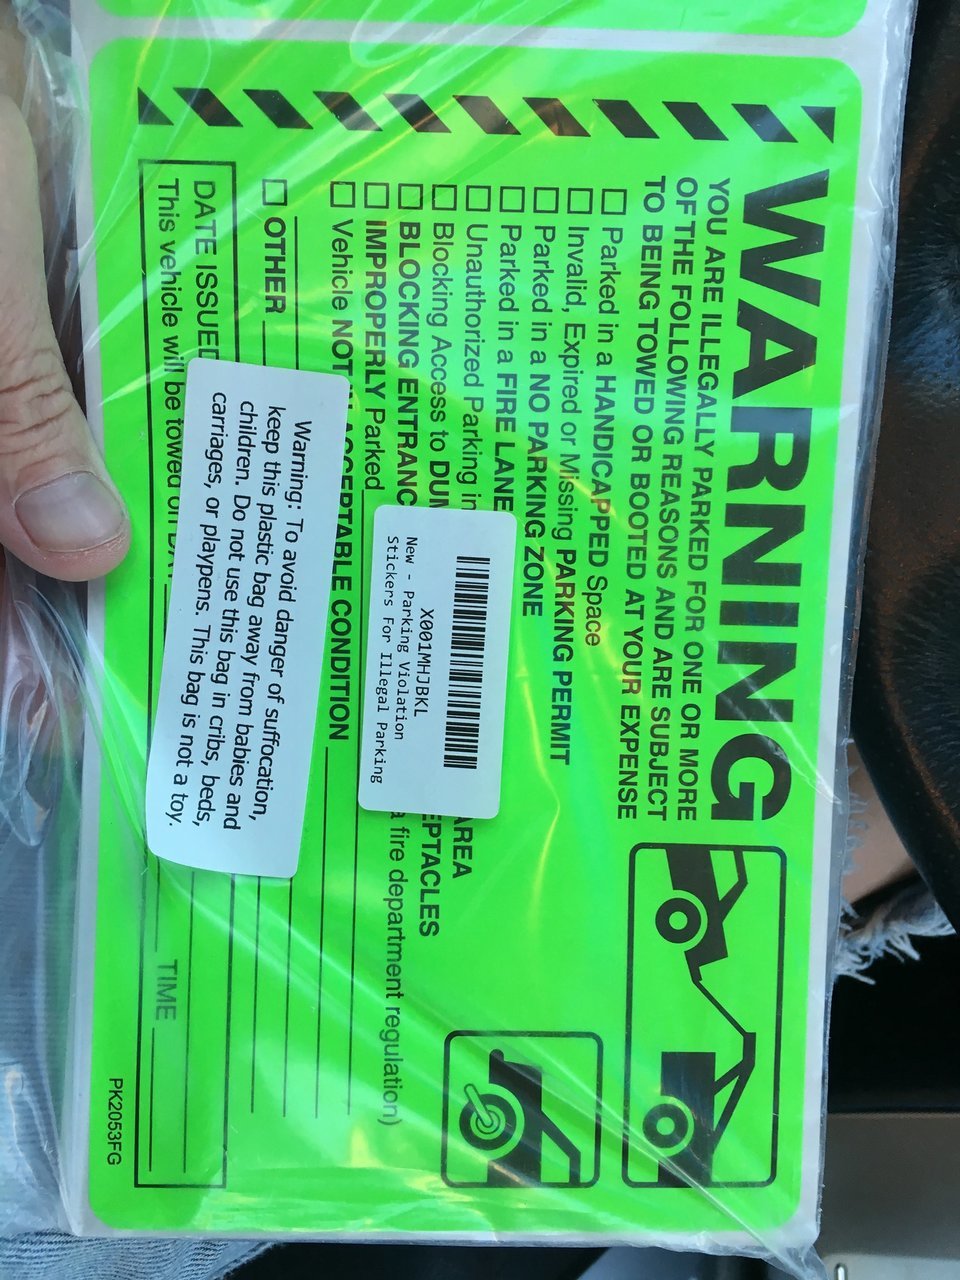 WARNING
YOU ARE ILLEGALLY PARKED FOR ONE OR MORE
OF THE FOLLOWING REASONS AND ARE SUBJECT
TO BEING TOWED OR BOOTED AT YOUR EXPENSE
Parked in a HANDICAPPED Space
Invalid, Expired or Missing PARKING PERMIT
Parked in a NO PARKING ZONE
Parked in a FIRE LANE
Unauthorized Parking in AREA
Blocking Access to
BLOCKING fire department regulation)
IMPROPERLY Parked
Vehicle NOT ACCEPTABLE CONDITION
OTHER
DATE ISSUED
This vehicle will be towed on TIME
PK2053FG
X001MHJBKL
New - Parking Violation
Stickers For Illegal Parking
Warning: To avoid danger of suffocation,
keep this plastic bag away from babies and
children. Do not use this bag in cribs, beds,
carriages, or playpens. This bag is not a toy.